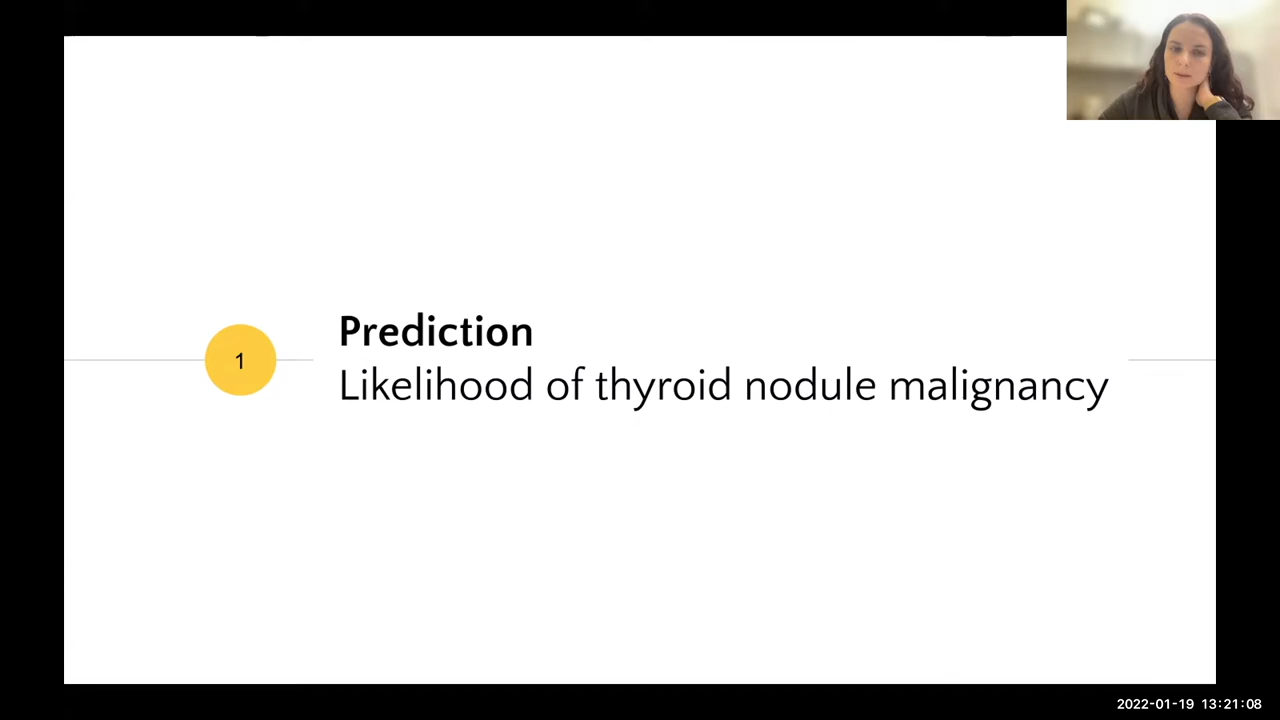 1
Prediction
Likelihood of thyroid nodule malignancy
2022-01-19 13:21:08